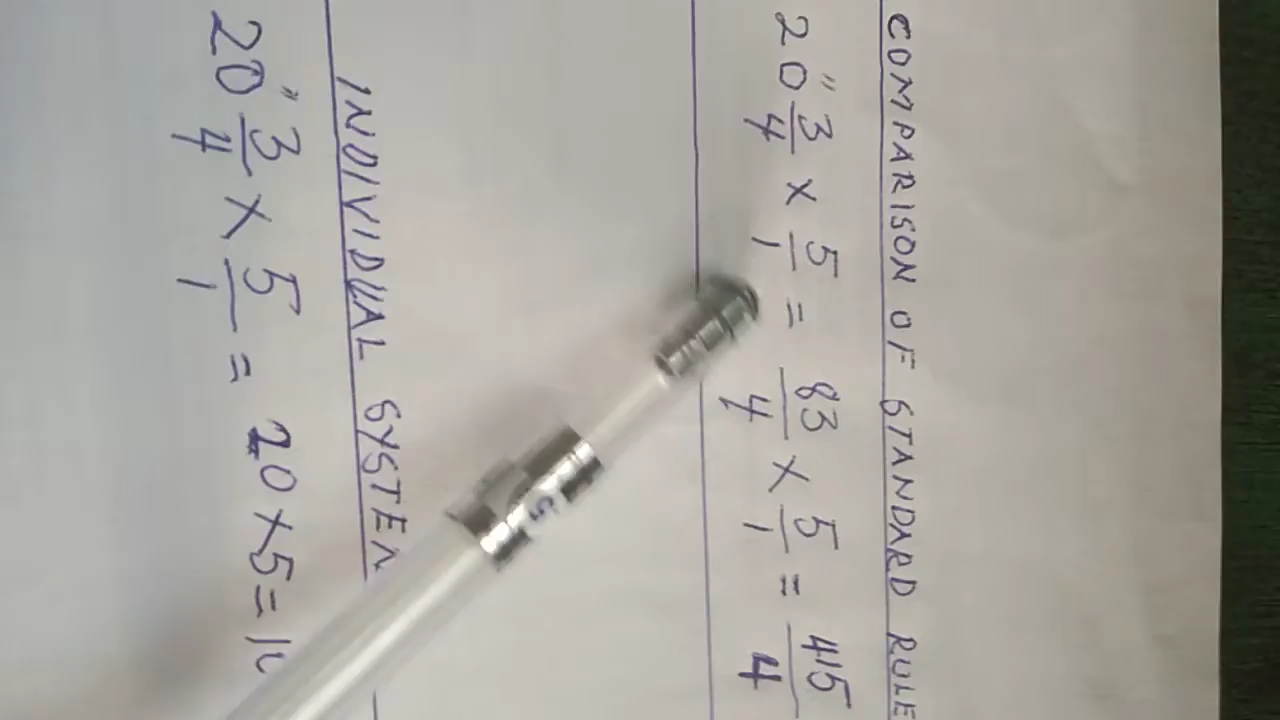 COMPARISON OF STANDARD RULE
20" 3/4 × 5/1 = 83/4 × 5/1 = 415/4
INDIVIDUAL SYSTEM
20" 3/4 × 5/1 = 20 × 5 =